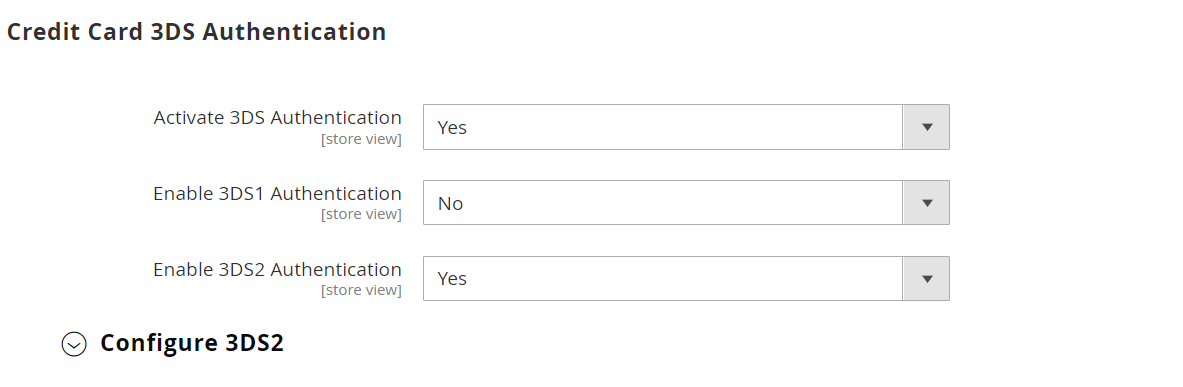 Credit Card 3DS Authentication
Activate 3DS Authentication
[store view]
Yes
Enable 3DS1 Authentication
[store view]
No
Enable 3DS2 Authentication
[store view]
Yes
Configure 3DS2